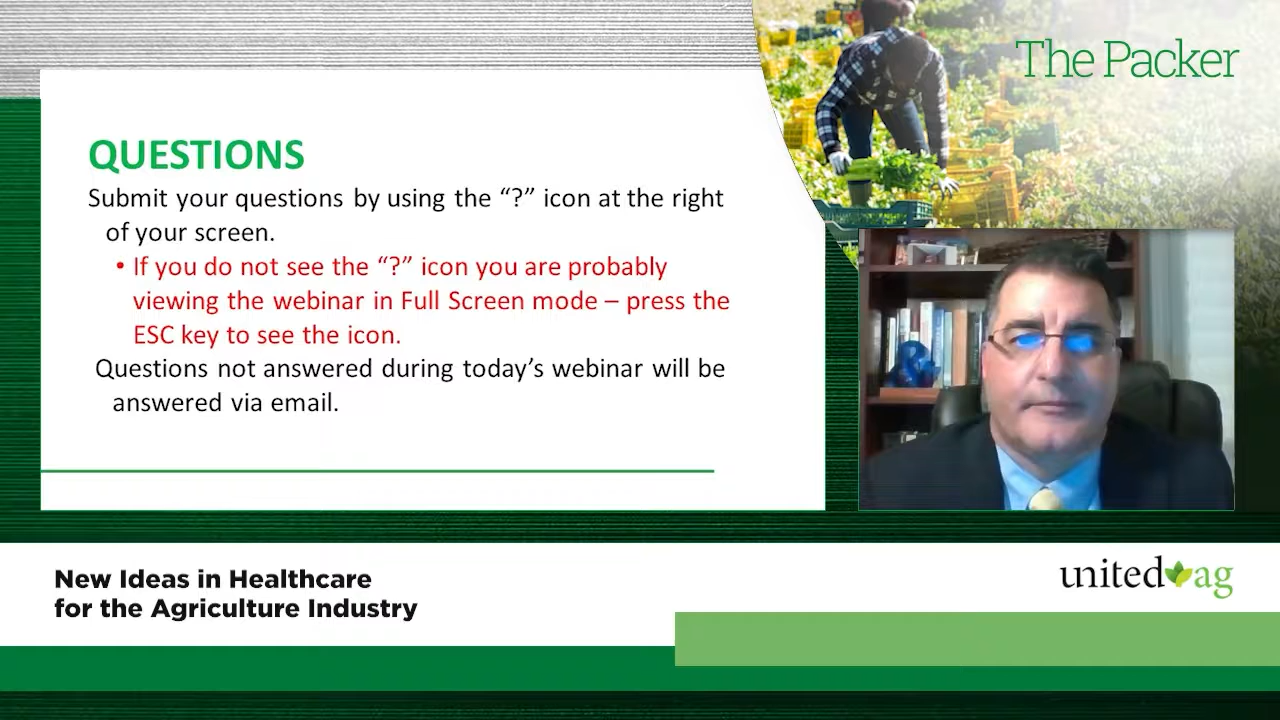 The Packer
QUESTIONS
Submit your questions by using the “?” icon at the right
of your screen.
• If you do not see the “?” icon you are probably
viewing the webinar in Full Screen mode – press the
ESC key to see the icon.
Questions not answered during today’s webinar will be
answered via email.
New Ideas in Healthcare
for the Agriculture Industry
united ag